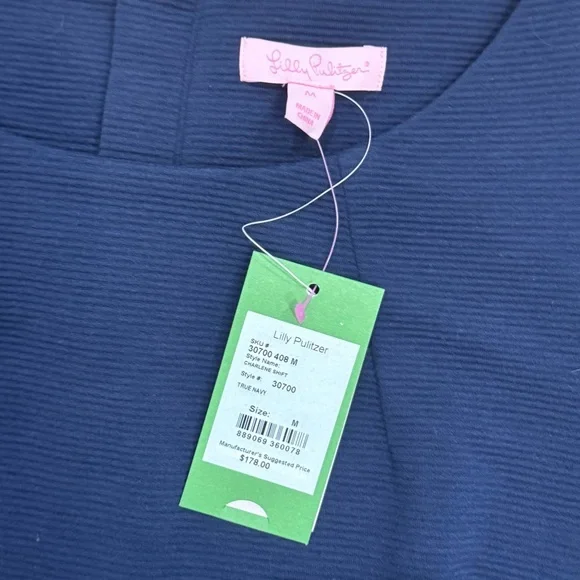 Lilly Pulitzer®
M
MADE IN
CHINA
Lilly Pulitzer
SKU #
30700 408 M
Style Name:
CHARLENE SHIFT
Style #: 30700
TRUE NAVY
Size: M
889069 360078
Manufacturer's Suggested Price
$178.00